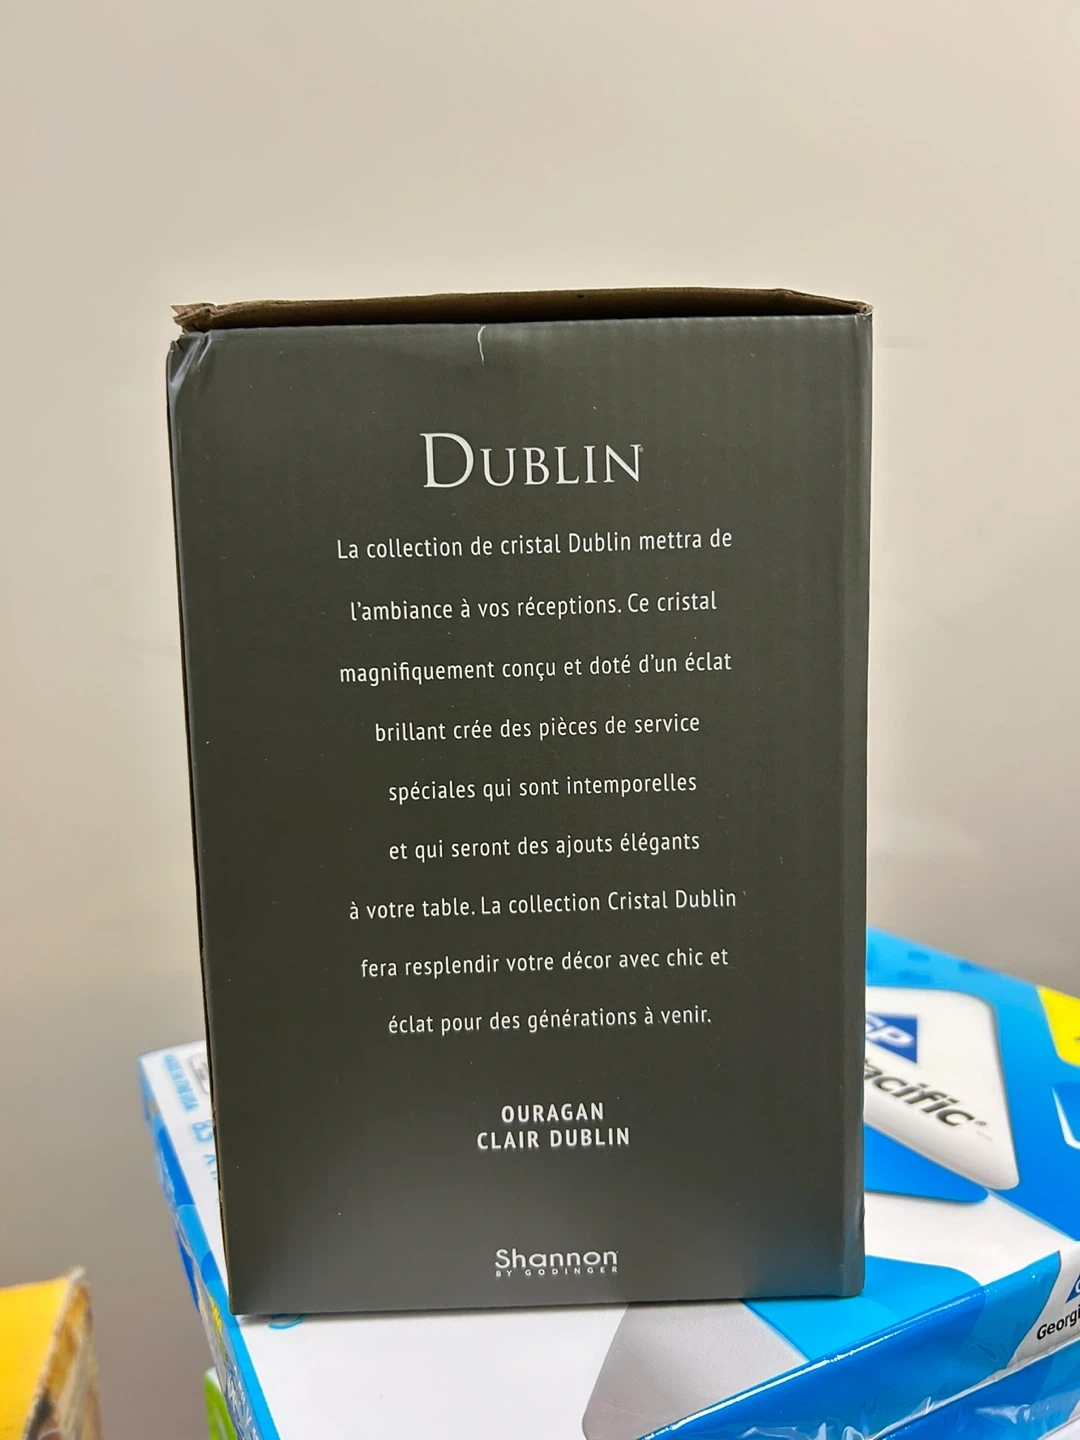 DUBLIN
La collection de cristal Dublin mettra de
l'ambiance à vos réceptions. Ce cristal
magnifiquement conçu et doté d'un éclat
brillant crée des pièces de service
spéciales qui sont intemporelles
et qui seront des ajouts élégants
à votre table. La collection Cristal Dublin
fera resplendir votre décor avec chic et
éclat pour des générations à venir.
OURAGAN
CLAIR DUBLIN
Shannon
BY GODINGER
GP
acific
Georgi